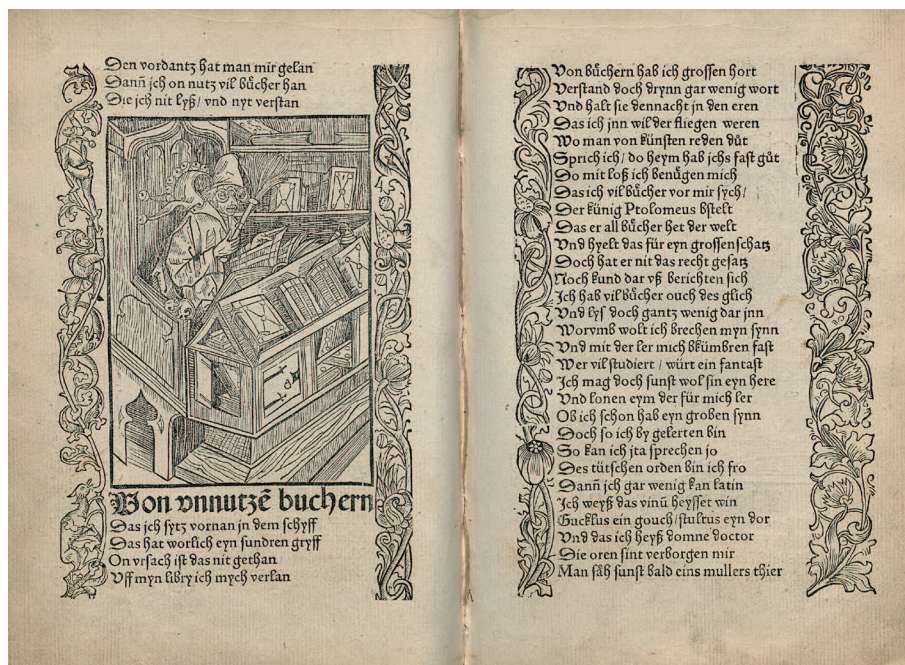 Den vordantz hat man mir gelan
Dann̄ jch on nutz vil bůcher han
Die jch nit lyß / vnd nyt verstan
Von vnnutzē buchern
Das jch sytz vornan jn dem schyff
Das hat worlich eyn sundren gryff
On vrsach ist das nit gethan
Vff myn libry ich mych verlan
Von bůchern hab ich grossen hort
Verstand doch drynn gar wenig wort
Vnd halt sie dennacht jn den eren
Das ich jnn wil der fliegen weren
Wo man von künsten reden důt
Sprich ich / do heym hab jchs fast gůt
Do mit loß ich benůgen mich
Das ich vil bůcher vor mir sych /
Der künig Ptolomeus bstelt
Das er all bůcher het der welt
Vnd hyelt das für eyn grossen schatz
Doch hat er nit das recht gesatz
Noch kund dar vß berichten sich
Ich hab vil bůcher ouch des glich
Vnd lys doch gantz wenig dar jnn
Worvmb wolt ich brechen myn synn
Vnd mit der ler mich bkümbren fast
Wer vil studiert / würt ein fantast
Ich mag doch sunst wol sin eyn here
Vnd lonen eym der für mich ler
Ob ich schon hab eyn groben synn
Doch so ich by gelerten bin
So kan ich jta sprechen jo
Des tütschen orden bin ich fro
Dann̄ jch gar wenig kan latin
Ich weyß das vinū heysset win
Gucklus ein gouch / stultus eyn dor
Vnd das ich heyß domne doctor
Die oren sint verborgen mir
Man sǎh sunst bald eins mullers thier